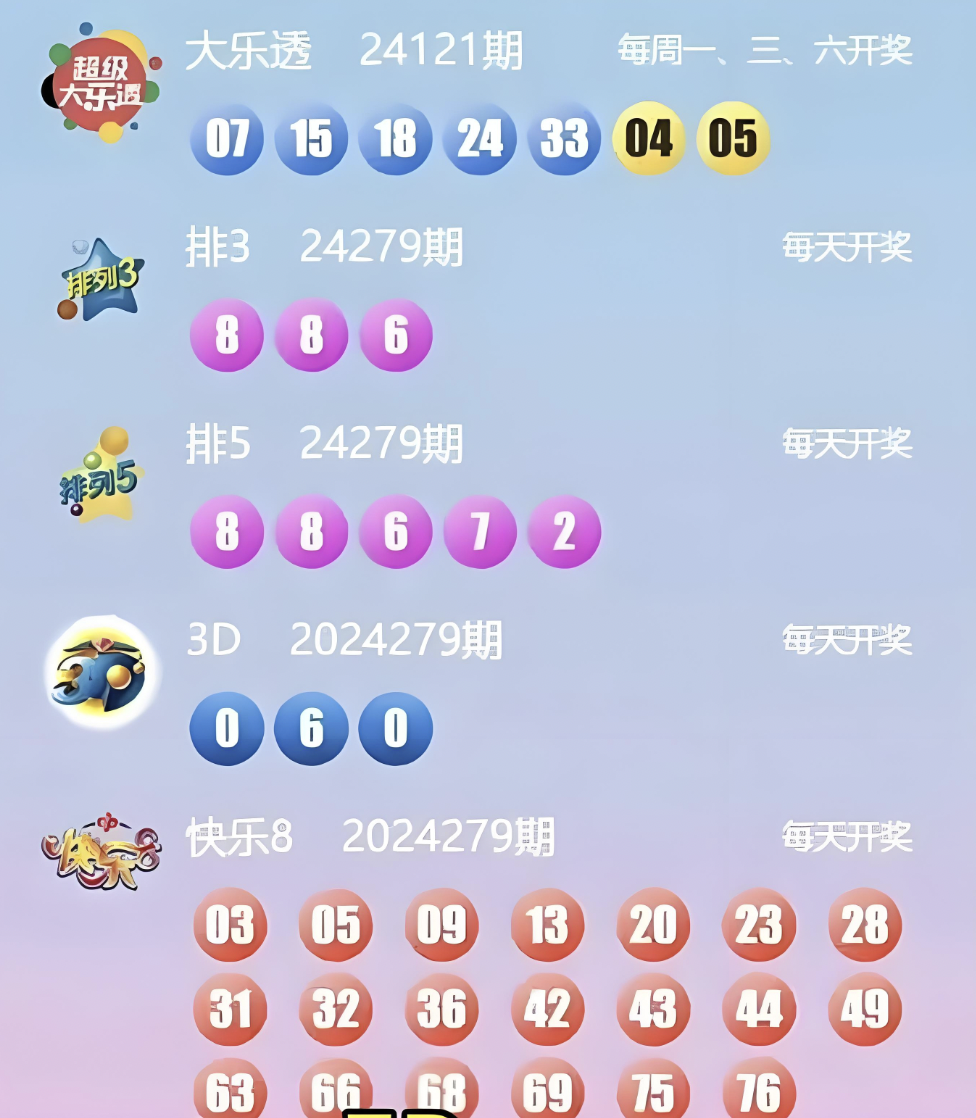 超级
大乐透
大乐透 24121期 每周一、三、六开奖
07 15 18 24 33 04 05
排列3
排3 24279期 每天开奖
8 8 6
排列5
排5 24279期 每天开奖
8 8 6 7 2
3D
3D 2024279期 每天开奖
0 6 0
快乐8
快乐8 2024279期 每天开奖
03 05 09 13 20 23 28
31 32 36 42 43 44 49
63 66 68 69 75 76